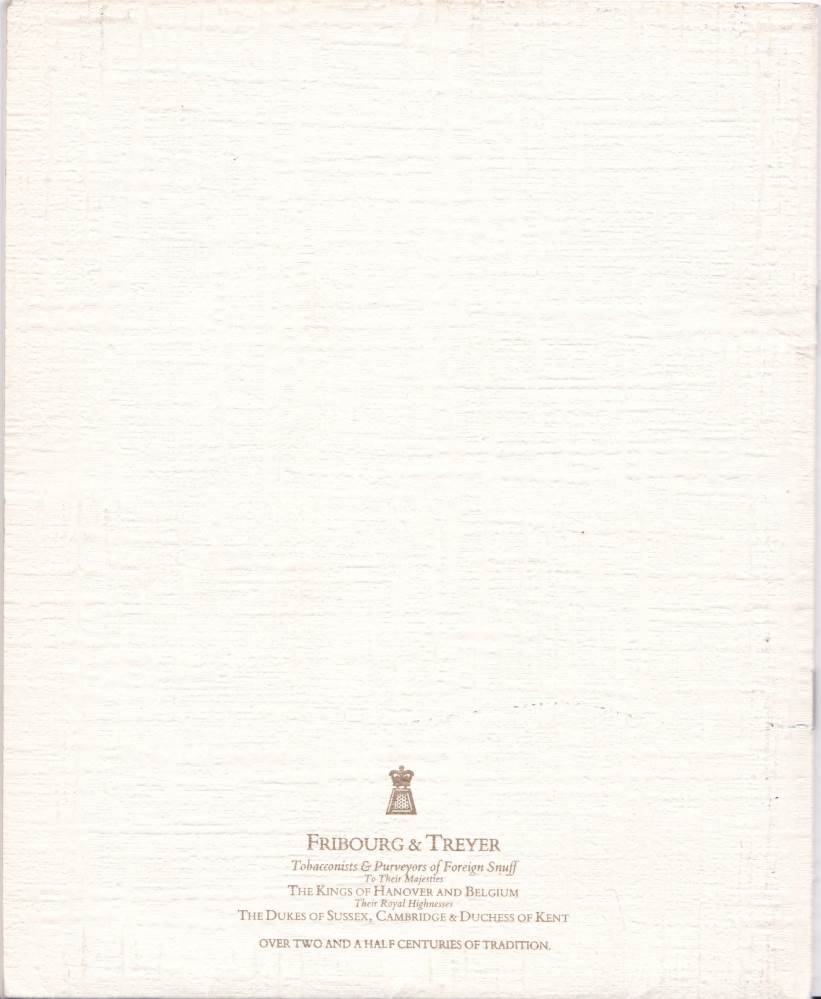 FRIBOURG & TREYER
Tobacconists & Purveyors of Foreign Snuff
To Their Majesties
THE KINGS OF HANOVER AND BELGIUM
Their Royal Highnesses
THE DUKES OF SUSSEX, CAMBRIDGE & DUCHESS OF KENT
OVER TWO AND A HALF CENTURIES OF TRADITION.